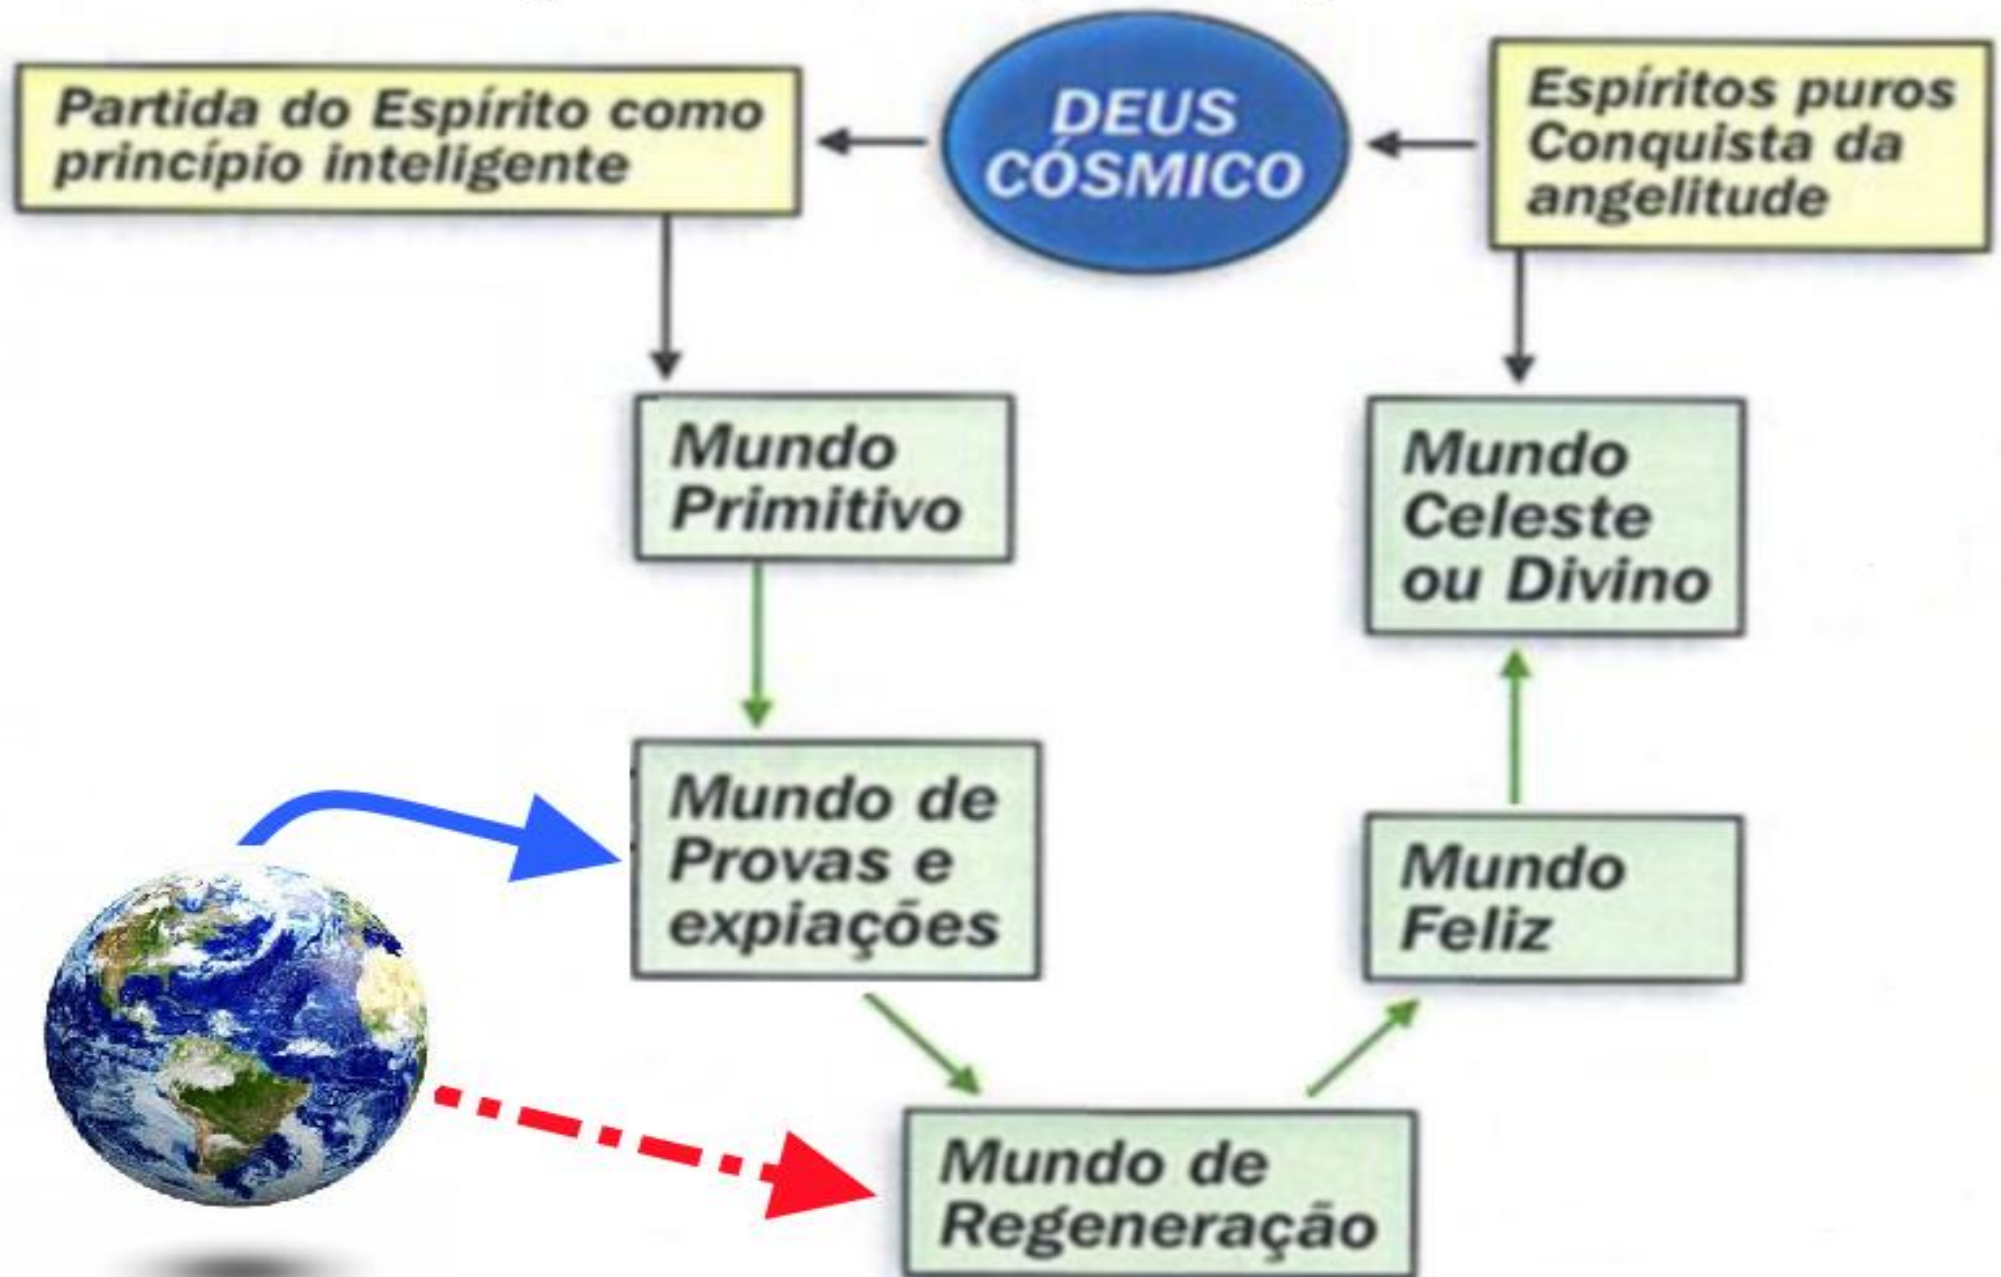 Partida do Espírito como
princípio inteligente
DEUS
CÓSMICO
Espíritos puros
Conquista da
angelitude
Mundo
Primitivo
Mundo
Celeste
ou Divino
Mundo de
Provas e
expiações
Mundo
Feliz
Mundo de
Regeneração